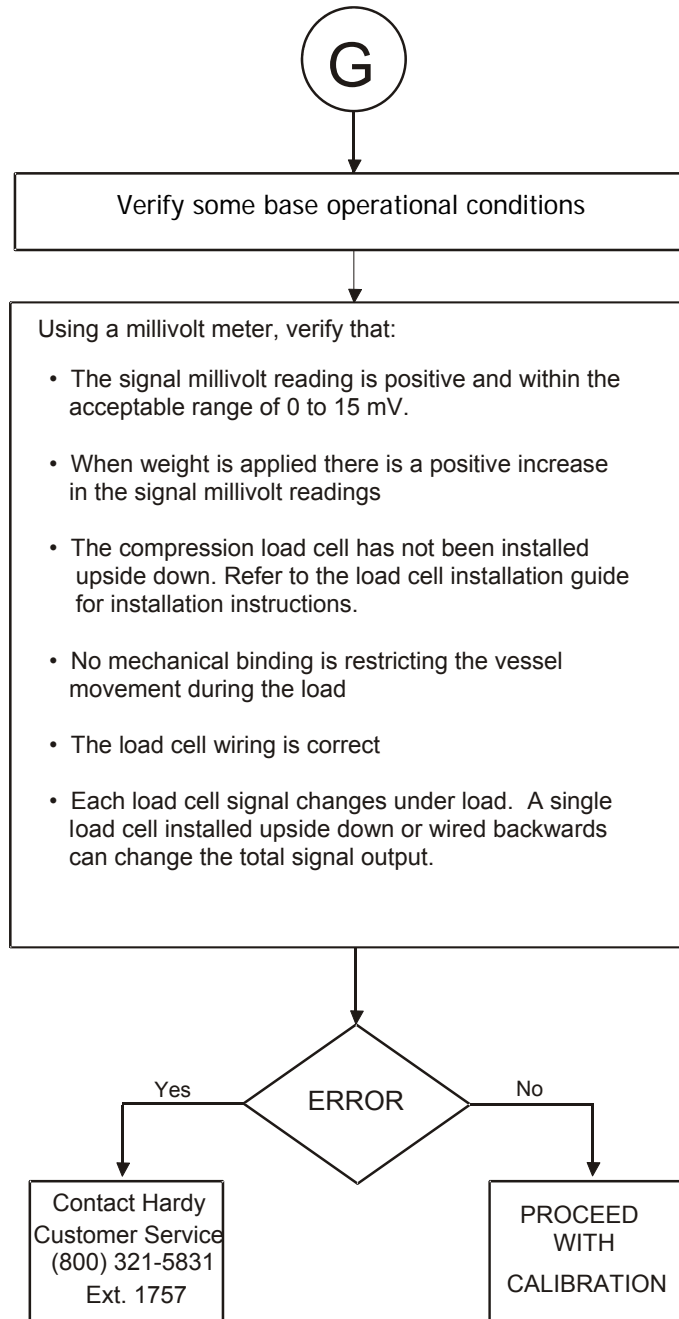 G
Verify some base operational conditions
Using a millivolt meter, verify that:
• The signal millivolt reading is positive and within the
acceptable range of 0 to 15 mV.
• When weight is applied there is a positive increase
in the signal millivolt readings
• The compression load cell has not been installed
upside down. Refer to the load cell installation guide
for installation instructions.
• No mechanical binding is restricting the vessel
movement during the load
• The load cell wiring is correct
• Each load cell signal changes under load. A single
load cell installed upside down or wired backwards
can change the total signal output.
ERROR
Yes
No
Contact Hardy
Customer Service
(800) 321-5831
Ext. 1757
PROCEED
WITH
CALIBRATION